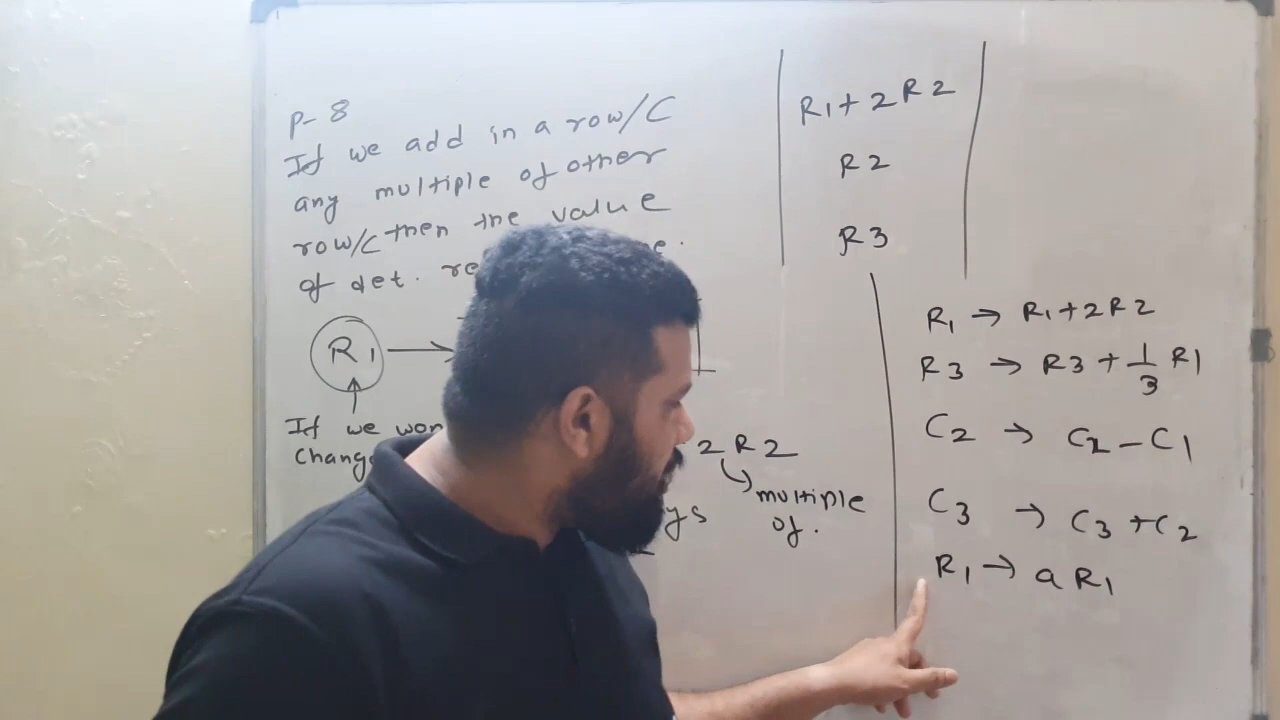 P-8
If we add in a row/C
any multiple of other
row/C then the value
of det.
R1 →
If we
Chang
2R2
multiple
of.
R1+2R2
R2
R3
R1 → R1+2R2
R3 → R3+1/3 R1
C2 → C2-C1
C3 → C3+C2
R1 → aR1